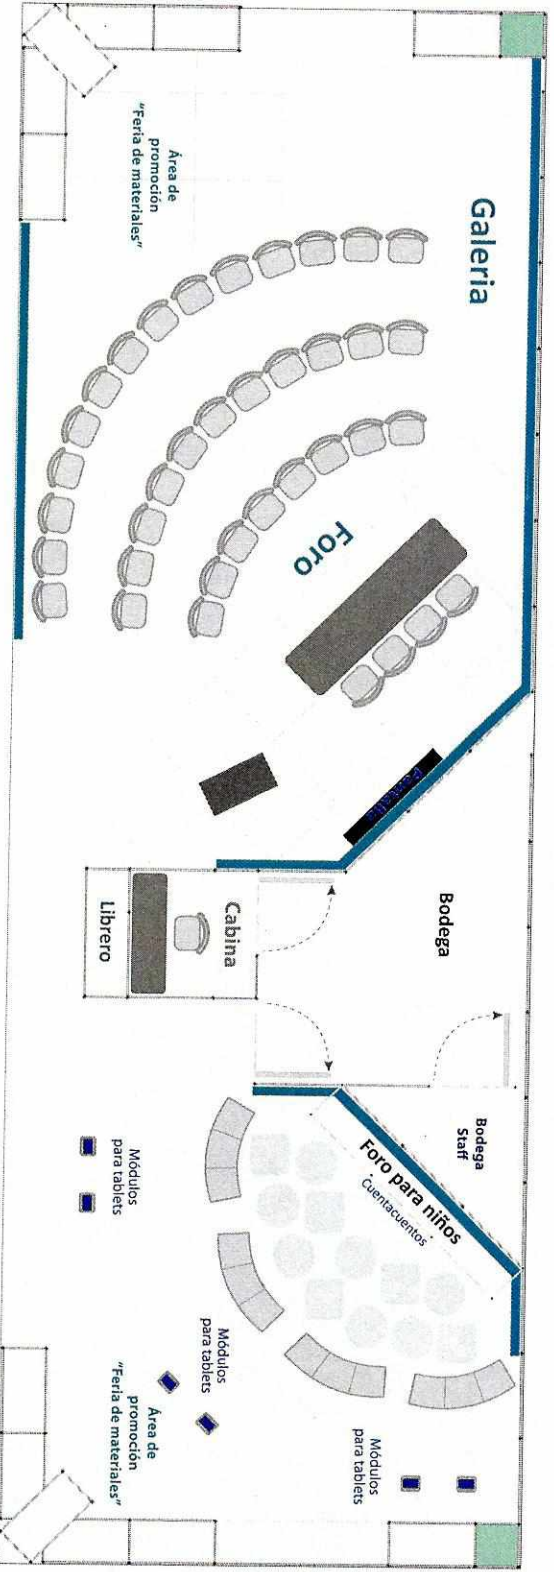 Galeria
Área de
promoción
"Feria de materiales"
Foro
Pantalla
Bodega
Cabina
Librero
Bodega
Staff
Foro para niños
Cuentacuentos
Módulos
para tablets
Módulos
para tablets
Módulos
para tablets
Área de
promoción
"Feria de materiales"